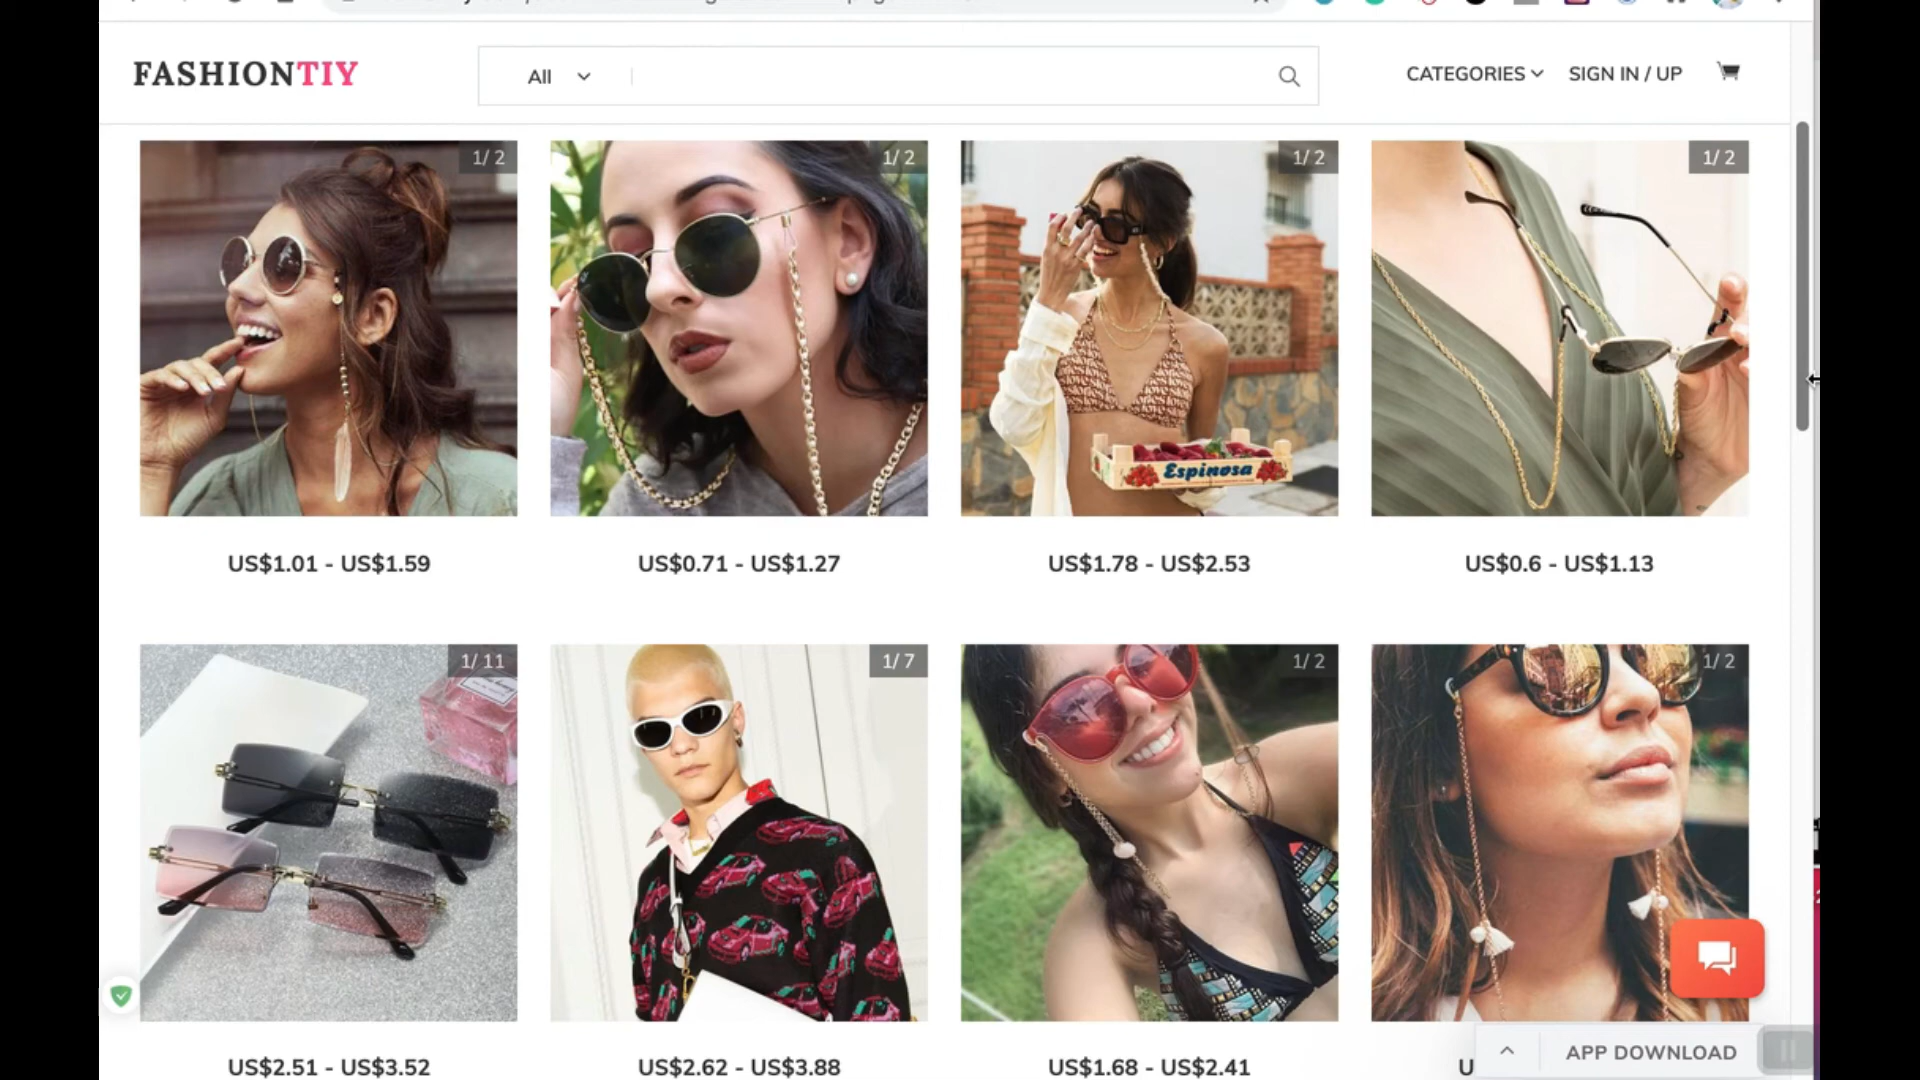 FASHIONTIY
All
CATEGORIES
SIGN IN / UP
1/ 2
1/ 2
1/ 2
1/ 2
Espinosa
US$1.01 - US$1.59
US$0.71 - US$1.27
US$1.78 - US$2.53
US$0.6 - US$1.13
1/ 11
1/ 7
1/ 2
1/ 2
US$2.51 - US$3.52
US$2.62 - US$3.88
US$1.68 - US$2.41
U
APP DOWNLOAD